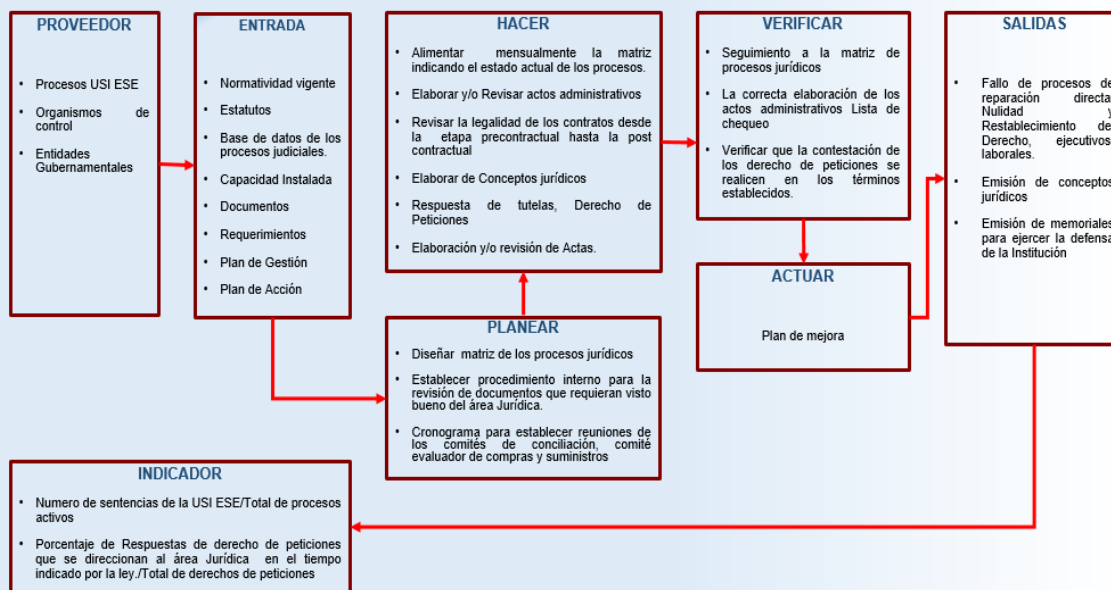 PROVEEDOR
• Procesos USI ESE
• Organismos de
control
• Entidades
Gubernamentales
ENTRADA
• Normatividad vigente
• Estatutos
• Base de datos de los
procesos judiciales.
• Capacidad Instalada
• Documentos
• Requerimientos
• Plan de Gestión
• Plan de Acción
HACER
• Alimentar mensualmente la matriz
indicando el estado actual de los procesos.
• Elaborar y/o Revisar actos administrativos
• Revisar la legalidad de los contratos desde
la etapa precontractual hasta la post
contractual
• Elaborar de Conceptos jurídicos
• Respuesta de tutelas, Derecho de
Peticiones
• Elaboración y/o revisión de Actas.
PLANEAR
• Diseñar matriz de los procesos jurídicos
• Establecer procedimiento interno para la
revisión de documentos que requieran visto
bueno del área Jurídica.
• Cronograma para establecer reuniones de
los comités de conciliación, comité
evaluador de compras y suministros
VERIFICAR
• Seguimiento a la matriz de
procesos jurídicos
• La correcta elaboración de los
actos administrativos Lista de
chequeo
• Verificar que la contestación de
los derecho de peticiones se
realicen en los términos
establecidos.
ACTUAR
Plan de mejora
SALIDAS
• Fallo de procesos de
reparación directa
Nulidad y
Restablecimiento de
Derecho, ejecutivos
laborales.
• Emisión de conceptos
jurídicos
• Emisión de memoriales
para ejercer la defensa
de la Institución
INDICADOR
• Numero de sentencias de la USI ESE/Total de procesos
activos
• Porcentaje de Respuestas de derecho de peticiones
que se direccionan al área Jurídica en el tiempo
indicado por la ley./Total de derechos de peticiones